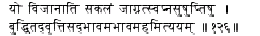 यो विजानाति सकलं जाग्रत्स्वप्नसुषुप्तिषु ।
बुद्धितद्वृत्तिसद्भावमभावमहमित्ययम् ॥१२६॥